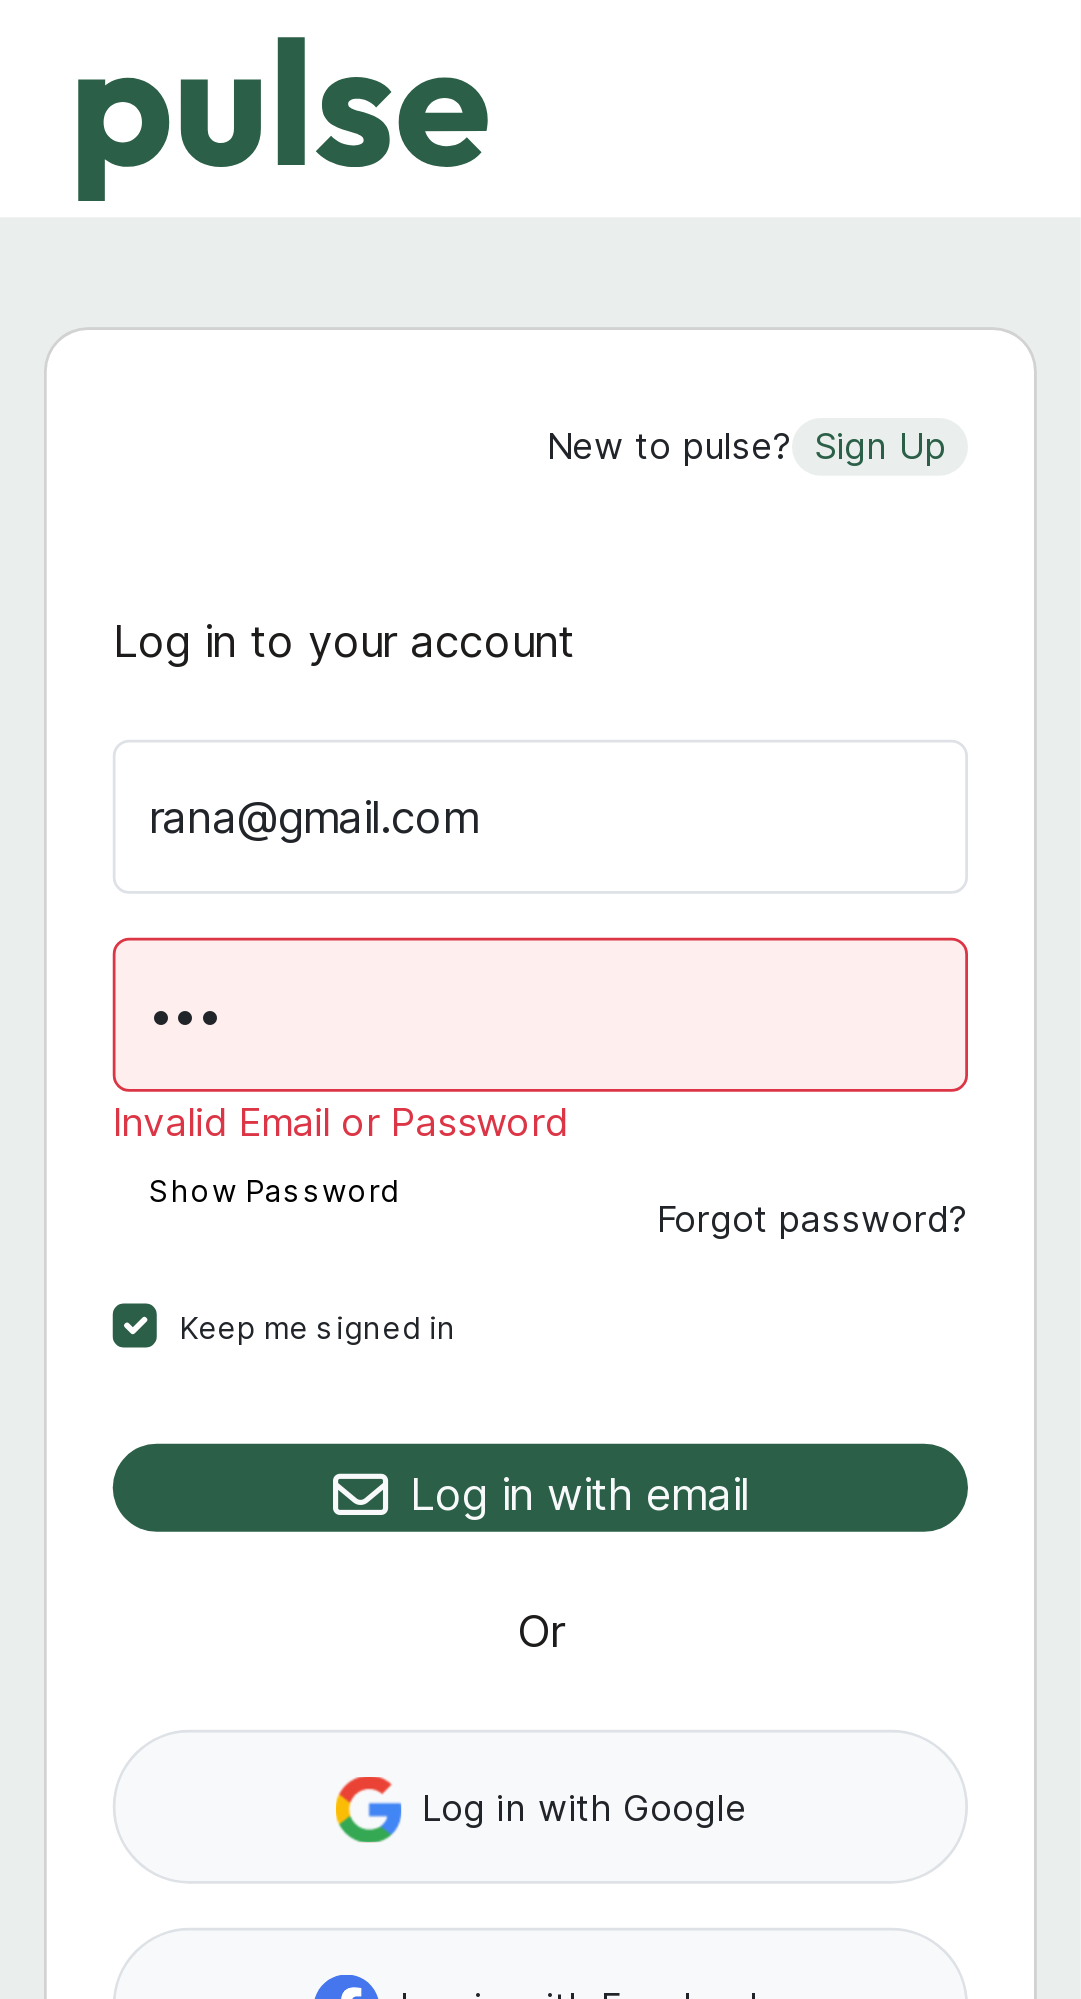 pulse
New to pulse? Sign Up
Log in to your account
rana@gmail.com
•••
Invalid Email or Password
Show Password
Forgot password?
Keep me signed in
Log in with email
Or
Log in with Google